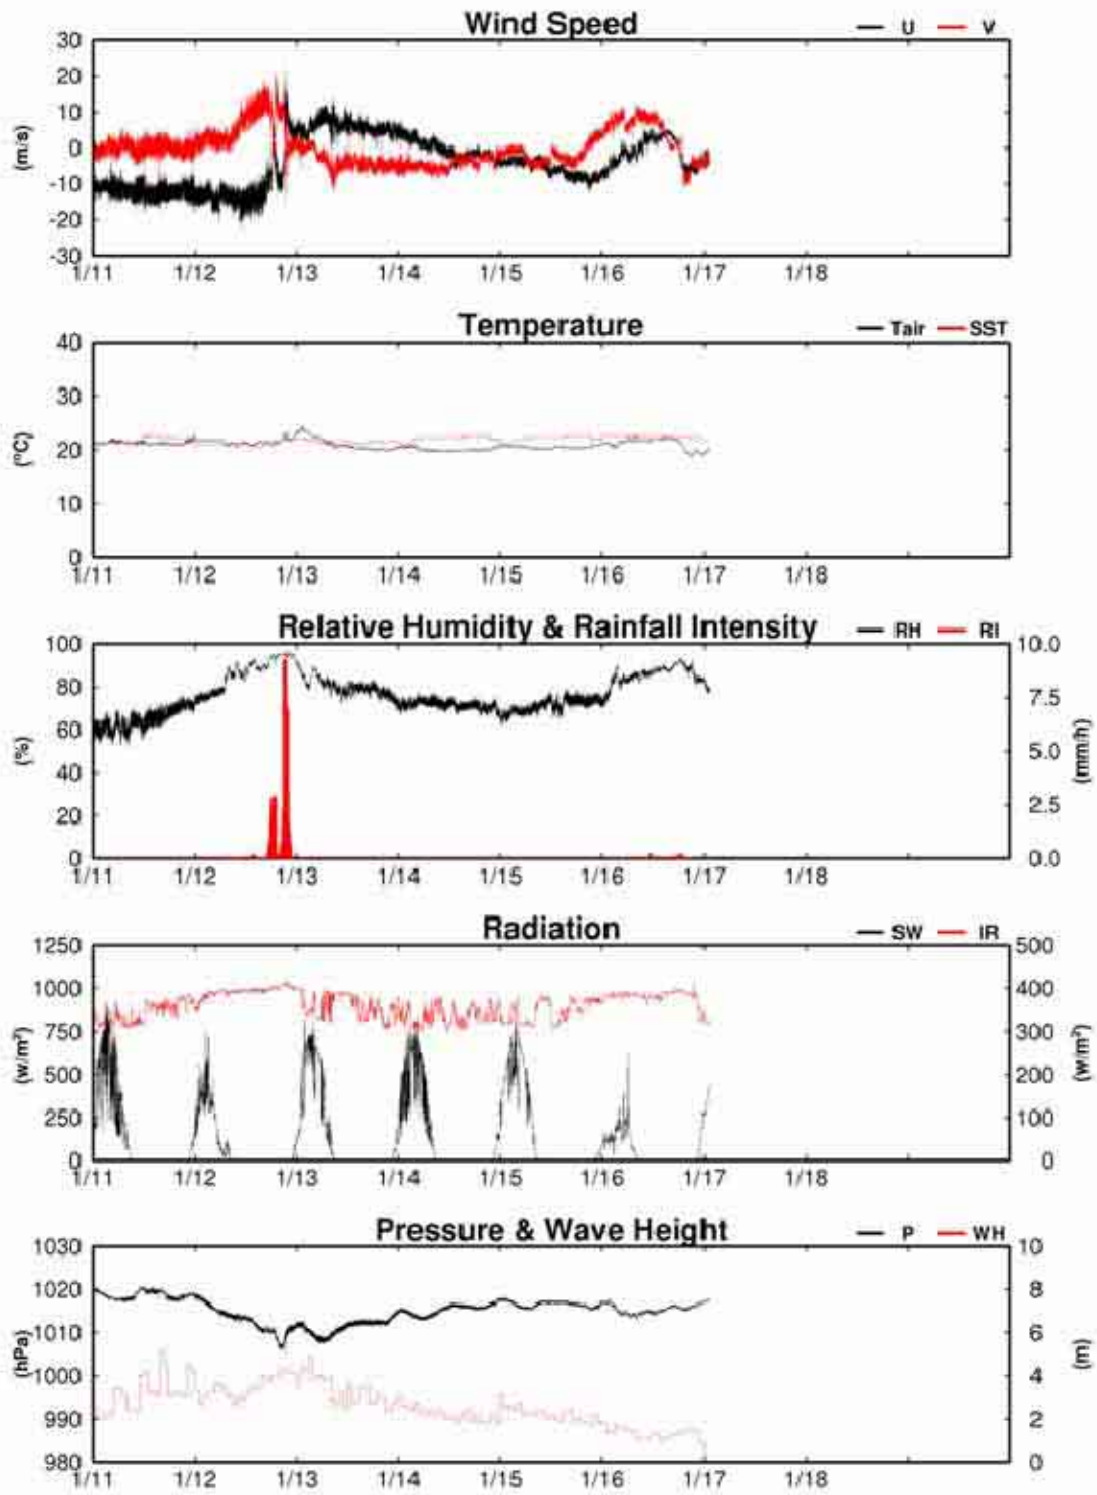 Wind Speed
U V
30
20
10
0
-10
-20
-30
(m/s)
1/11 1/12 1/13 1/14 1/15 1/16 1/17 1/18
Temperature
Tair SST
40
30
20
10
0
(°C)
1/11 1/12 1/13 1/14 1/15 1/16 1/17 1/18
Relative Humidity & Rainfall Intensity
RH RI
100 10.0
80 7.5
60 5.0
40 2.5
20 0.0
0
(%) (mm/h)
1/11 1/12 1/13 1/14 1/15 1/16 1/17 1/18
Radiation
SW IR
1250 500
1000 400
750 300
500 200
250 100
0 0
(w/m²) (w/m²)
1/11 1/12 1/13 1/14 1/15 1/16 1/17 1/18
Pressure & Wave Height
P WH
1030 10
1020 8
1010 6
1000 4
990 2
980 0
(hPa) (m)
1/11 1/12 1/13 1/14 1/15 1/16 1/17 1/18